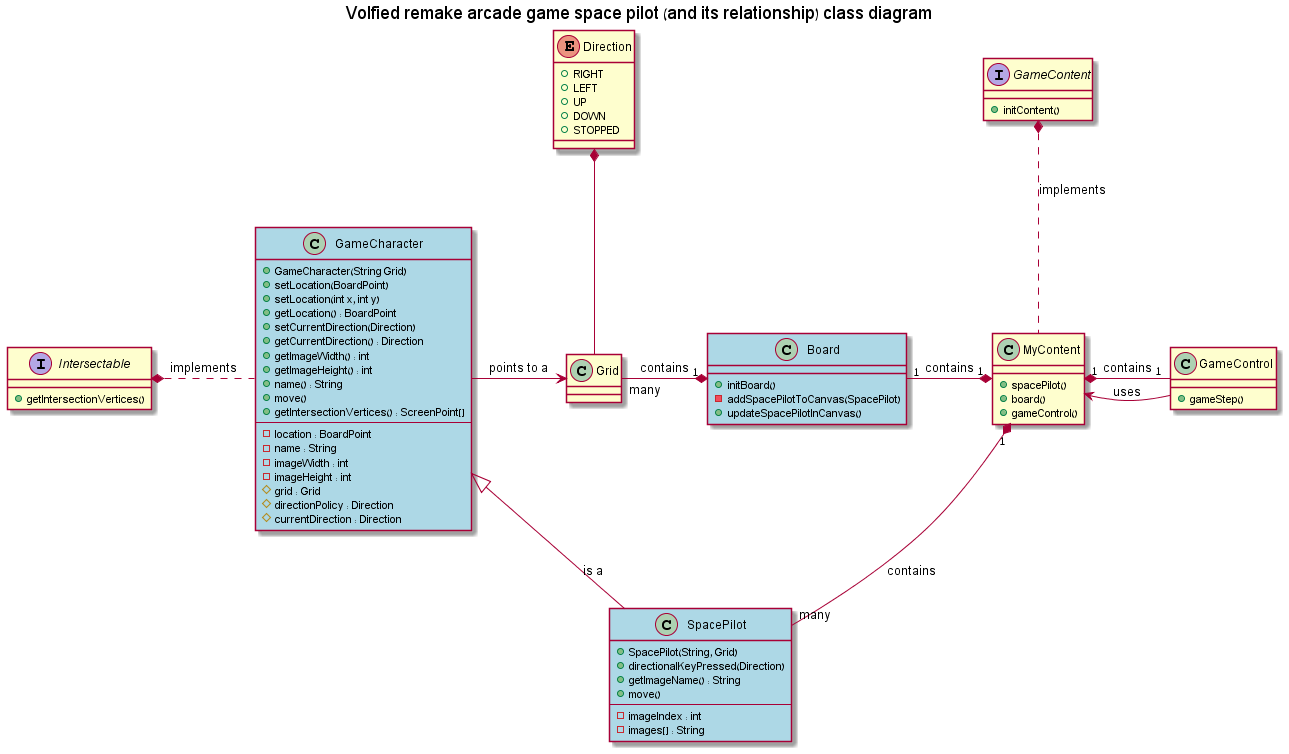 Volfied remake arcade game space pilot (and its relationship) class diagram
E Direction
RIGHT
LEFT
UP
DOWN
STOPPED
I GameContent
initContent()
implements
C GameCharacter
GameCharacter(String Grid)
setLocation(BoardPoint)
setLocation(int x, int y)
getLocation() : BoardPoint
setCurrentDirection(Direction)
getCurrentDirection() : Direction
getImageWidth() : int
getImageHeight() : int
name() : String
move()
getIntersectionVertices() : ScreenPoint[]
location : BoardPoint
name : String
imageWidth : int
imageHeight : int
grid : Grid
directionPolicy : Direction
currentDirection : Direction
I Intersectable
getIntersectionVertices()
implements
points to a
C Grid
contains 1
many
C Board
initBoard()
addSpacePilotToCanvas(SpacePilot)
updateSpacePilotInCanvas()
1 contains 1
C MyContent
spacePilot()
board()
gameControl()
1 contains 1
uses
C GameControl
gameStep()
1
contains
many
is a
C SpacePilot
SpacePilot(String, Grid)
directionalKeyPressed(Direction)
getImageName() : String
move()
imageIndex : int
images[] : String